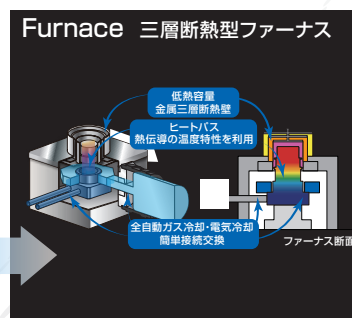 Furnace 三層断熱型ファーナス
低熱容量
金属三層断熱壁
ヒートパス
熱伝導の温度特性を利用
全自動ガス冷却・電気冷却
簡単接続交換
ファーナス断面